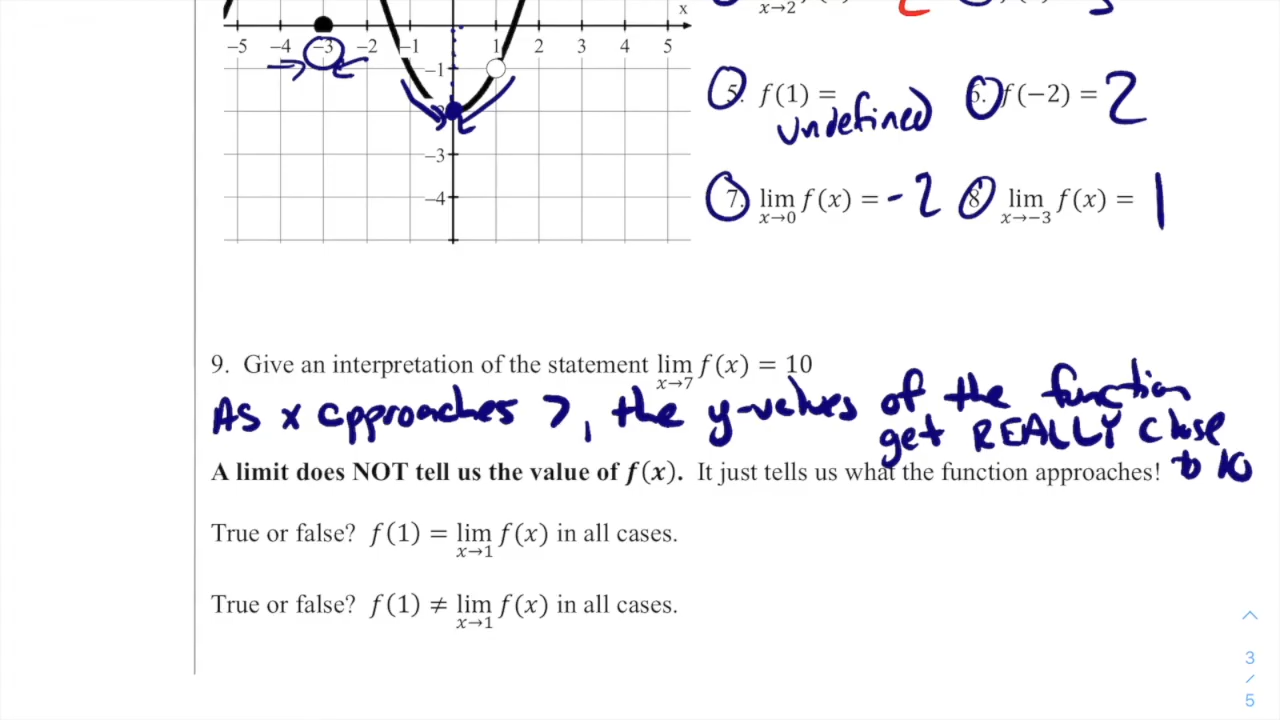 x
x→2
−5 −4 −3 −2 −1 1 2 3 4 5
−1
−3
−4
5. f(1) = undefined
6. f(−2) = 2
7. lim x→0 f(x) = -2
8 lim x→−3 f(x) = 1
9. Give an interpretation of the statement lim x→7 f(x) = 10
As x approaches 7, the y-values of the function
get REALLY close
to 10
A limit does NOT tell us the value of f(x). It just tells us what the function approaches!
True or false? f(1) = lim x→1 f(x) in all cases.
True or false? f(1) ≠ lim x→1 f(x) in all cases.
3
/
5